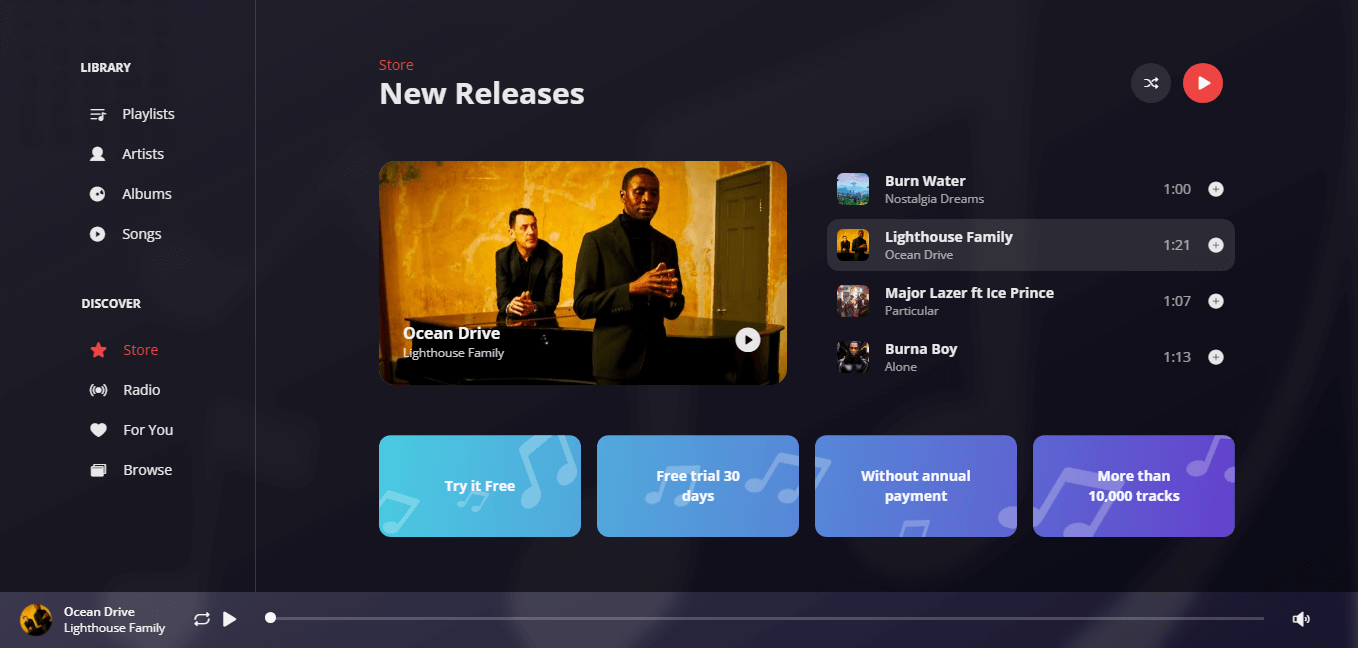 LIBRARY
Playlists
Artists
Albums
Songs
DISCOVER
Store
Radio
For You
Browse
Store
New Releases
Ocean Drive
Lighthouse Family
Burn Water
Nostalgia Dreams
1:00
Lighthouse Family
Ocean Drive
1:21
Major Lazer ft Ice Prince
Particular
1:07
Burna Boy
Alone
1:13
Try it Free
Free trial 30
days
Without annual
payment
More than
10,000 tracks
Ocean Drive
Lighthouse Family